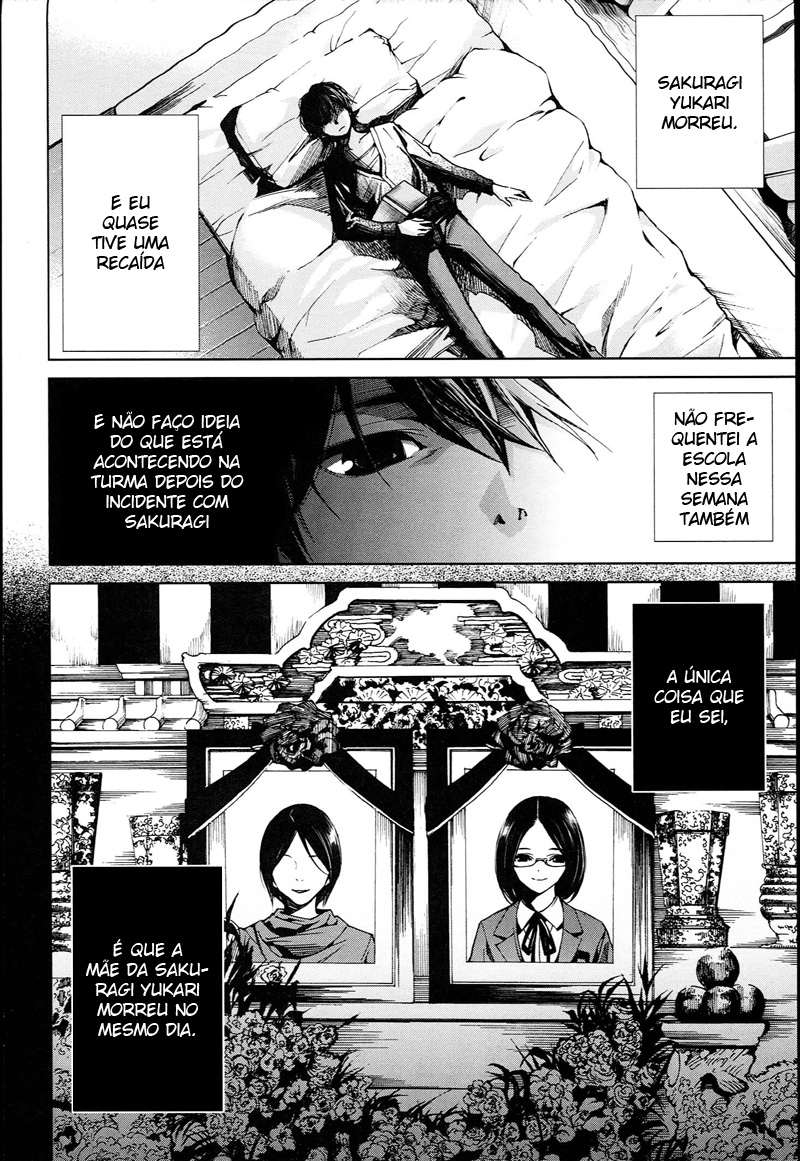 SAKURAGI
YUKARI
MORREU.
E EU
QUASE
TIVE UMA
RECAÍDA
NÃO FRE-
QUENTEI A
ESCOLA
NESSA
SEMANA
TAMBÉM
E NÃO FAÇO IDEIA
DO QUE ESTÁ
ACONTECENDO NA
TURMA DEPOIS DO
INCIDENTE COM
SAKURAGI
A ÚNICA
COISA QUE
EU SEI,
É QUE A
MÃE DA SAKU-
RAGI YUKARI
MORREU NO
MESMO DIA.